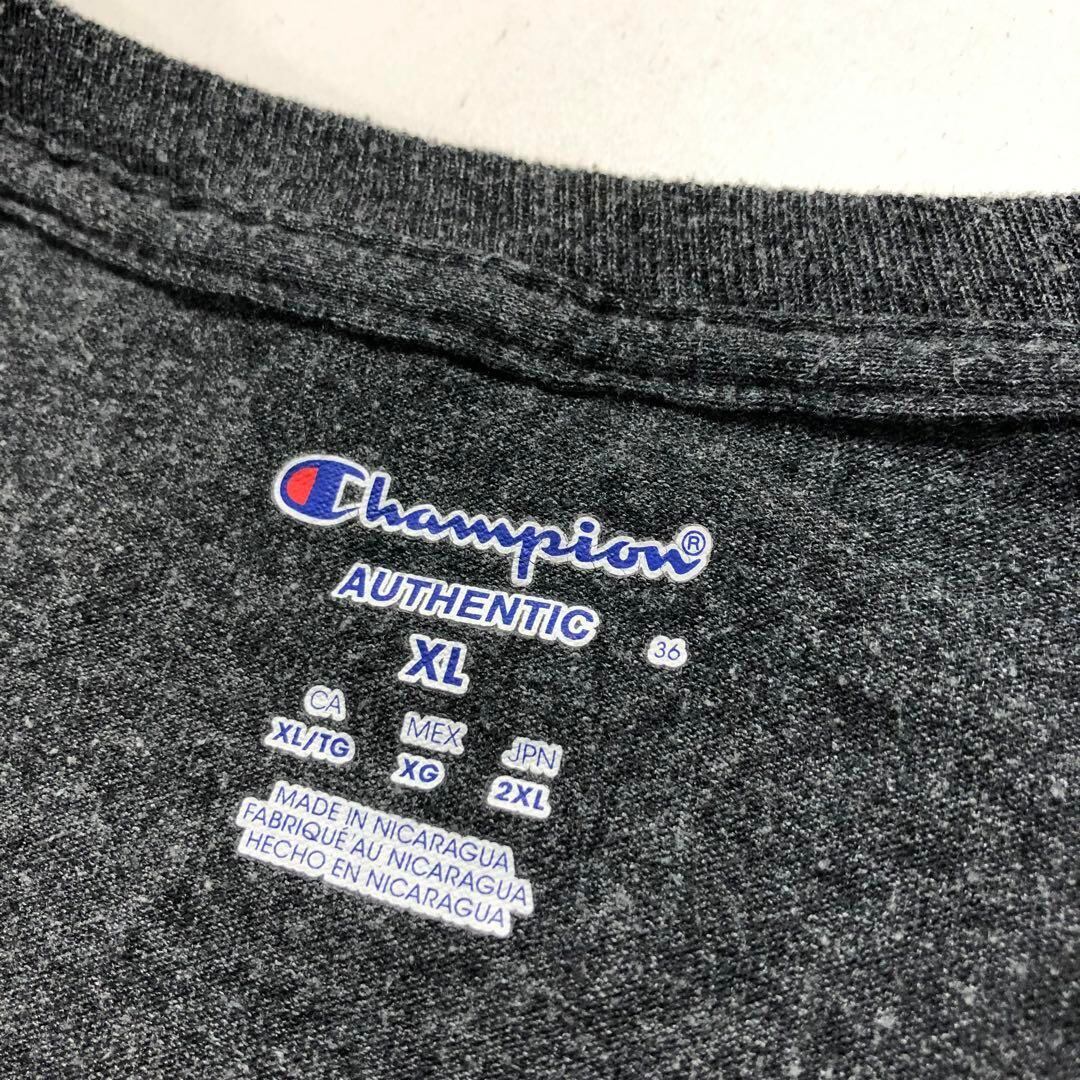 Champion®
AUTHENTIC
XL 36
CA MEX JPN
XL/TG XG 2XL
MADE IN NICARAGUA
FABRIQUÉ AU NICARAGUA
HECHO EN NICARAGUA